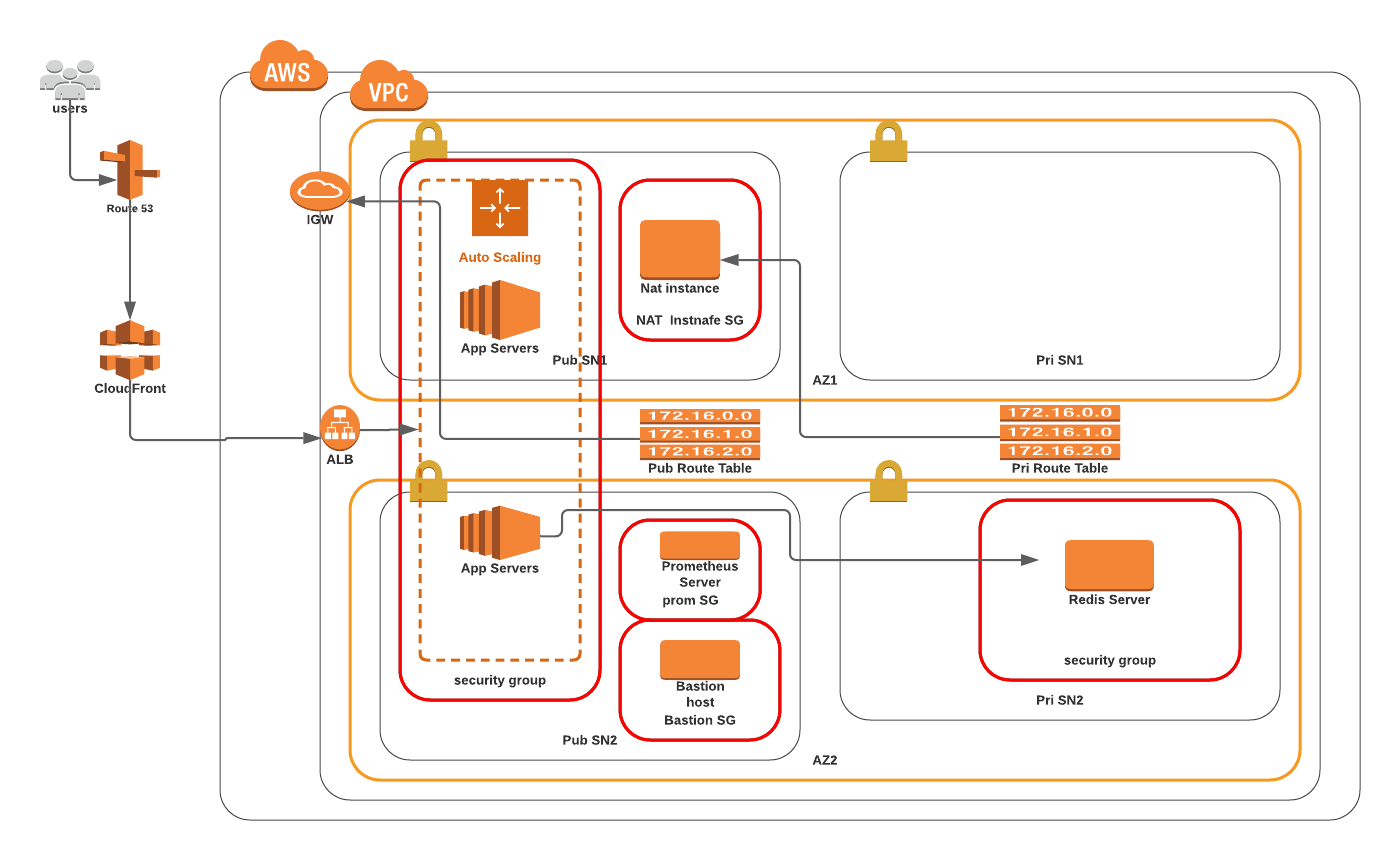 AWS
VPC
users
Route 53
IGW
Auto Scaling
App Servers
Nat instance
NAT Instnafe SG
Pub SN1
Pri SN1
AZ1
CloudFront
ALB
172.16.0.0
172.16.1.0
172.16.2.0
Pub Route Table
172.16.0.0
172.16.1.0
172.16.2.0
Pri Route Table
App Servers
security group
Prometheus
Server
prom SG
Bastion
host
Bastion SG
Pub SN2
Redis Server
security group
Pri SN2
AZ2